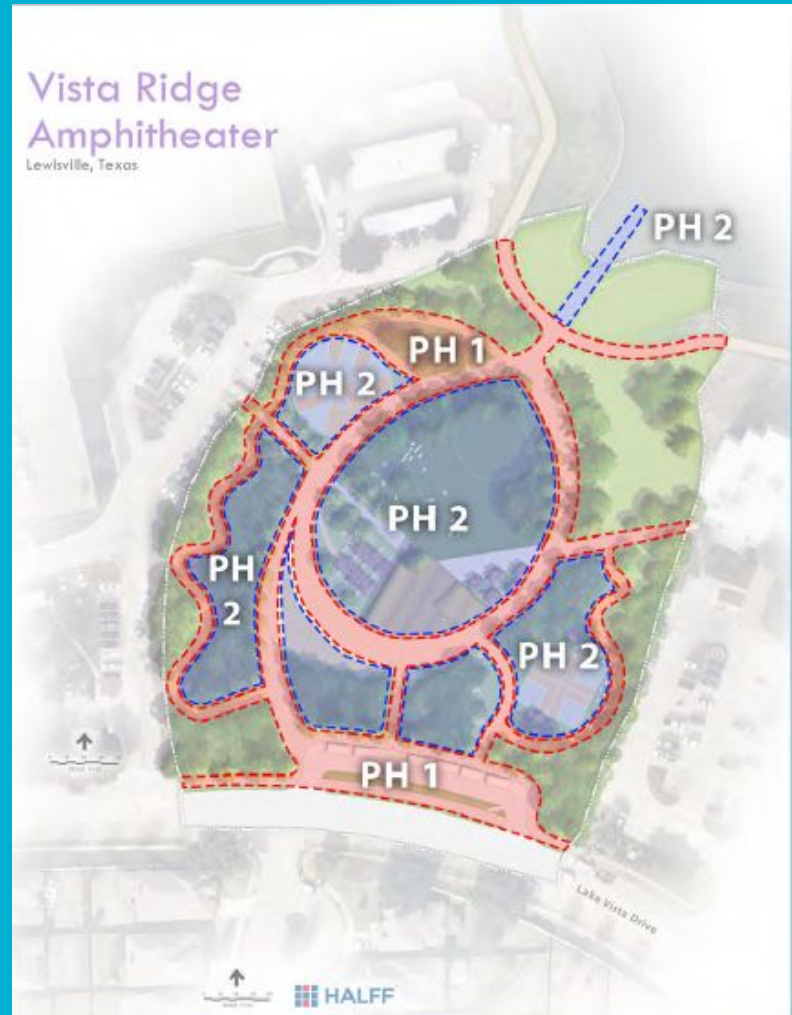 Vista Ridge
Amphitheater
Lewisville, Texas
PH 2
PH 1
PH 2
PH 2
PH
2
PH 2
PH 1
Lake Vista Drive
HALFF